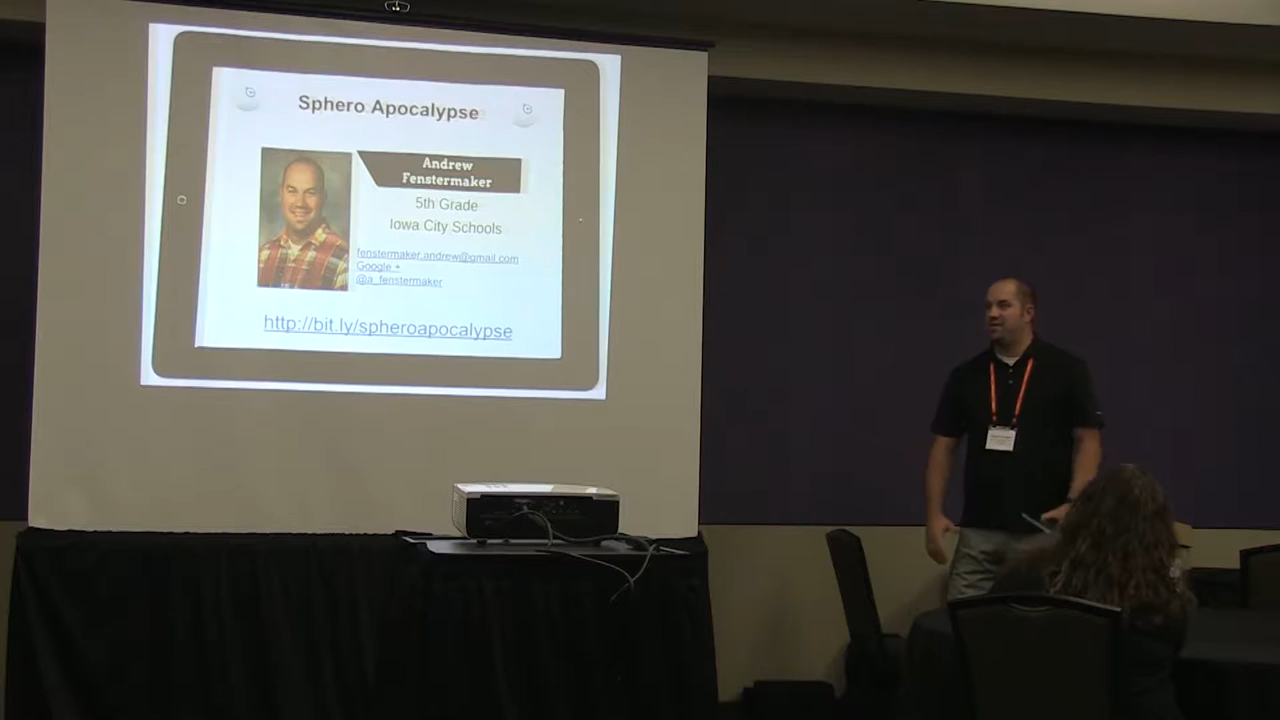 Sphero Apocalypse
Andrew
Fenstermaker
5th Grade
Iowa City Schools
fenstermaker.andrew@gmail.com
Google +
@a_fenstermaker
http://bit.ly/spheroapocalypse